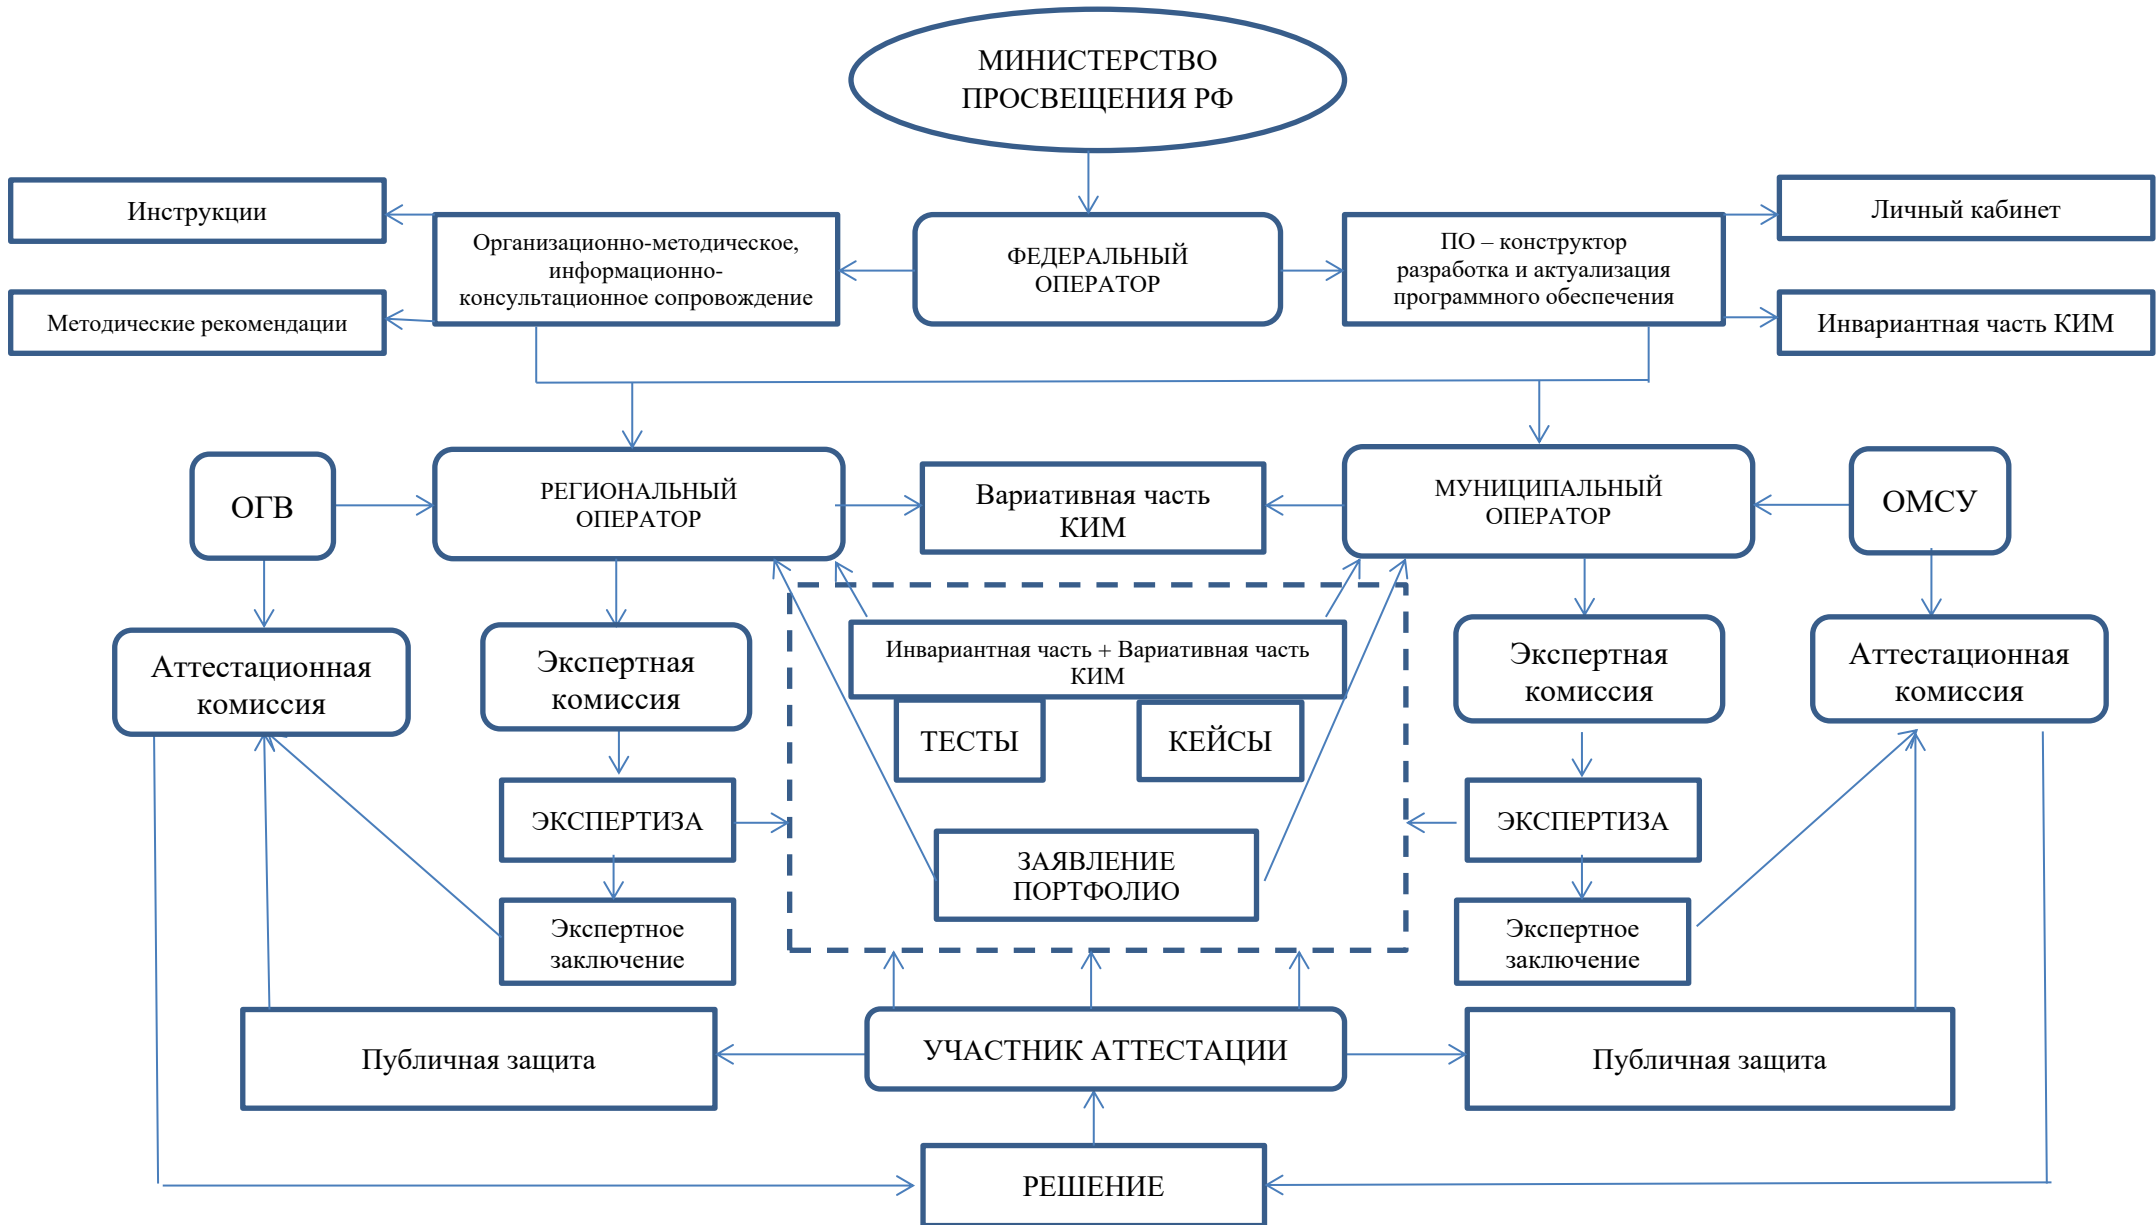 МИНИСТЕРСТВО
ПРОСВЕЩЕНИЯ РФ
Инструкции
Организационно-методическое,
информационно-
консультационное сопровождение
ФЕДЕРАЛЬНЫЙ
ОПЕРАТОР
ПО – конструктор
разработка и актуализация
программного обеспечения
Личный кабинет
Методические рекомендации
Инвариантная часть КИМ
ОГВ
РЕГИОНАЛЬНЫЙ
ОПЕРАТОР
Вариативная часть
КИМ
МУНИЦИПАЛЬНЫЙ
ОПЕРАТОР
ОМСУ
Аттестационная
комиссия
Экспертная
комиссия
Инвариантная часть + Вариативная часть
КИМ
Экспертная
комиссия
Аттестационная
комиссия
ТЕСТЫ
КЕЙСЫ
ЭКСПЕРТИЗА
ЗАЯВЛЕНИЕ
ПОРТФОЛИО
ЭКСПЕРТИЗА
Экспертное
заключение
Экспертное
заключение
Публичная защита
УЧАСТНИК АТТЕСТАЦИИ
Публичная защита
РЕШЕНИЕ